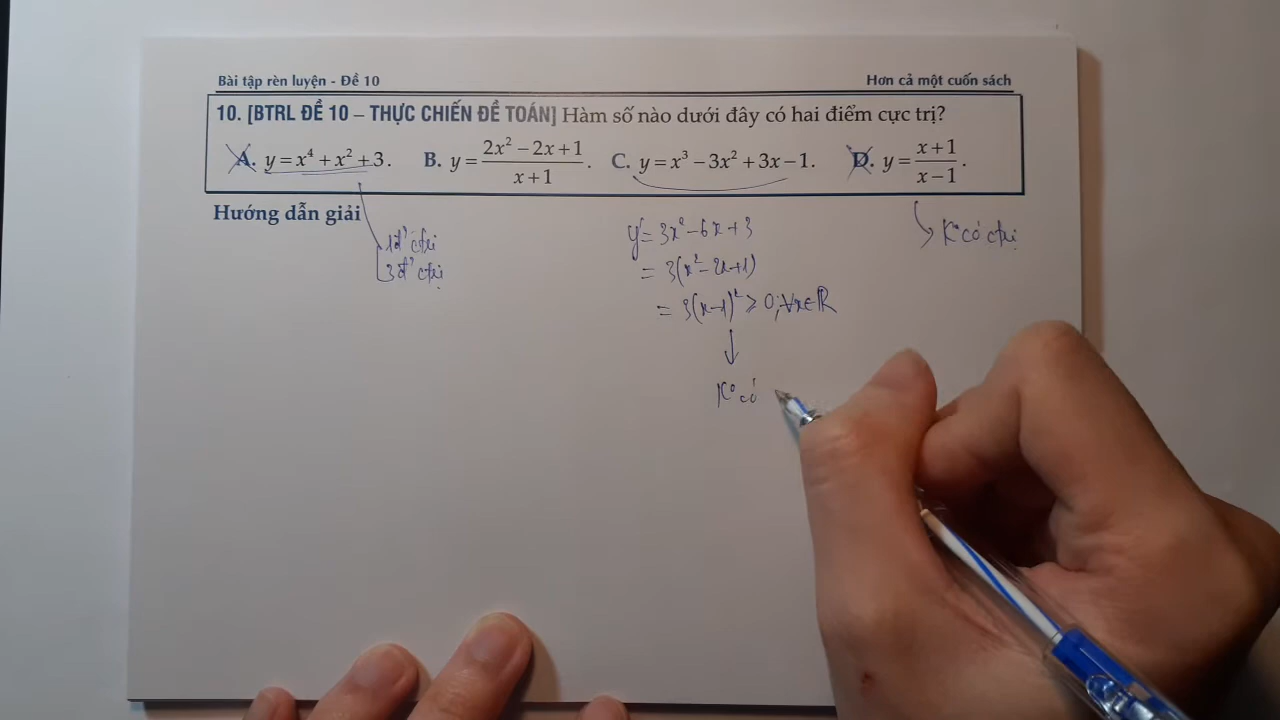 Bài tập rèn luyện - Đề 10
Hơn cả một cuốn sách
10. [BTRL ĐỀ 10 – THỰC CHIẾN ĐỀ TOÁN] Hàm số nào dưới đây có hai điểm cực trị?
A. y = x⁴ + x² + 3. B. y = (2x² − 2x + 1)/(x + 1). C. y = x³ − 3x² + 3x − 1. D. y = (x + 1)/(x − 1).
Hướng dẫn giải
1đ' ctrị
3đ' ctrị
y' = 3x² − 6x + 3
= 3(x² − 2x + 1)
= 3(x − 1)² ≥ 0; ∀x ∈ ℝ
↓
K° có
K° có ctrị